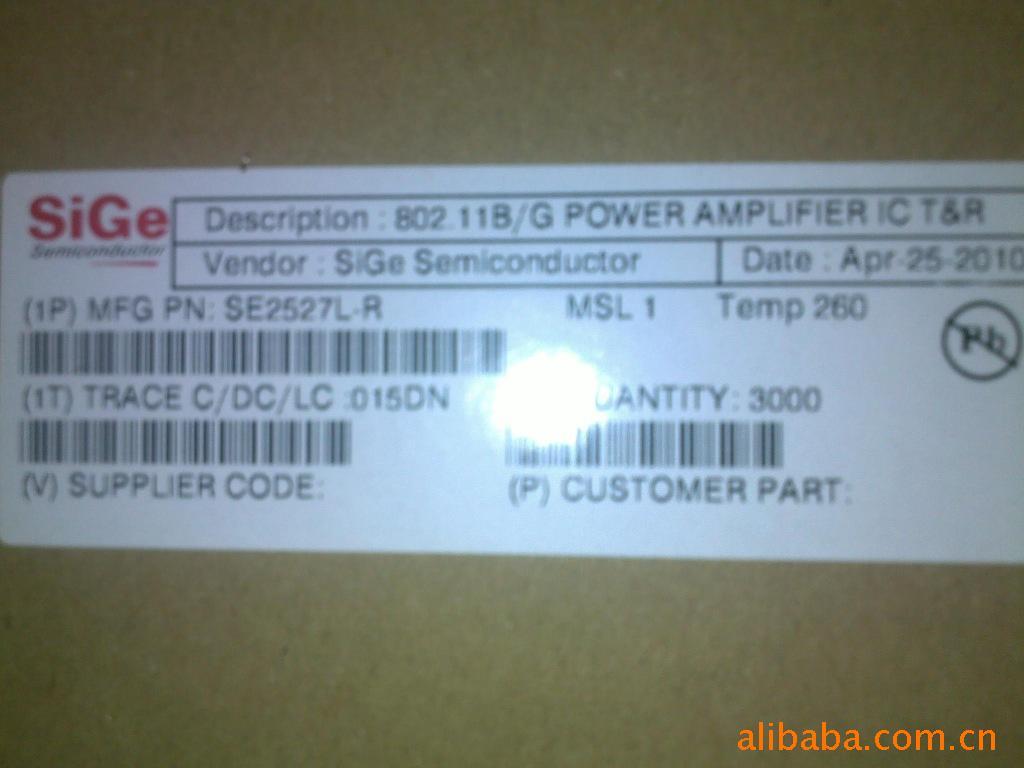 SiGe
Semiconductor
Description : 802.11B/G POWER AMPLIFIER IC T&R
Vendor : SiGe Semiconductor
Date : Apr-25-2010
(1P) MFG PN: SE2527L-R
MSL 1
Temp 260
Pb
(1T) TRACE C/DC/LC :015DN
UANTITY: 3000
(V) SUPPLIER CODE:
(P) CUSTOMER PART:
alibaba.com.cn